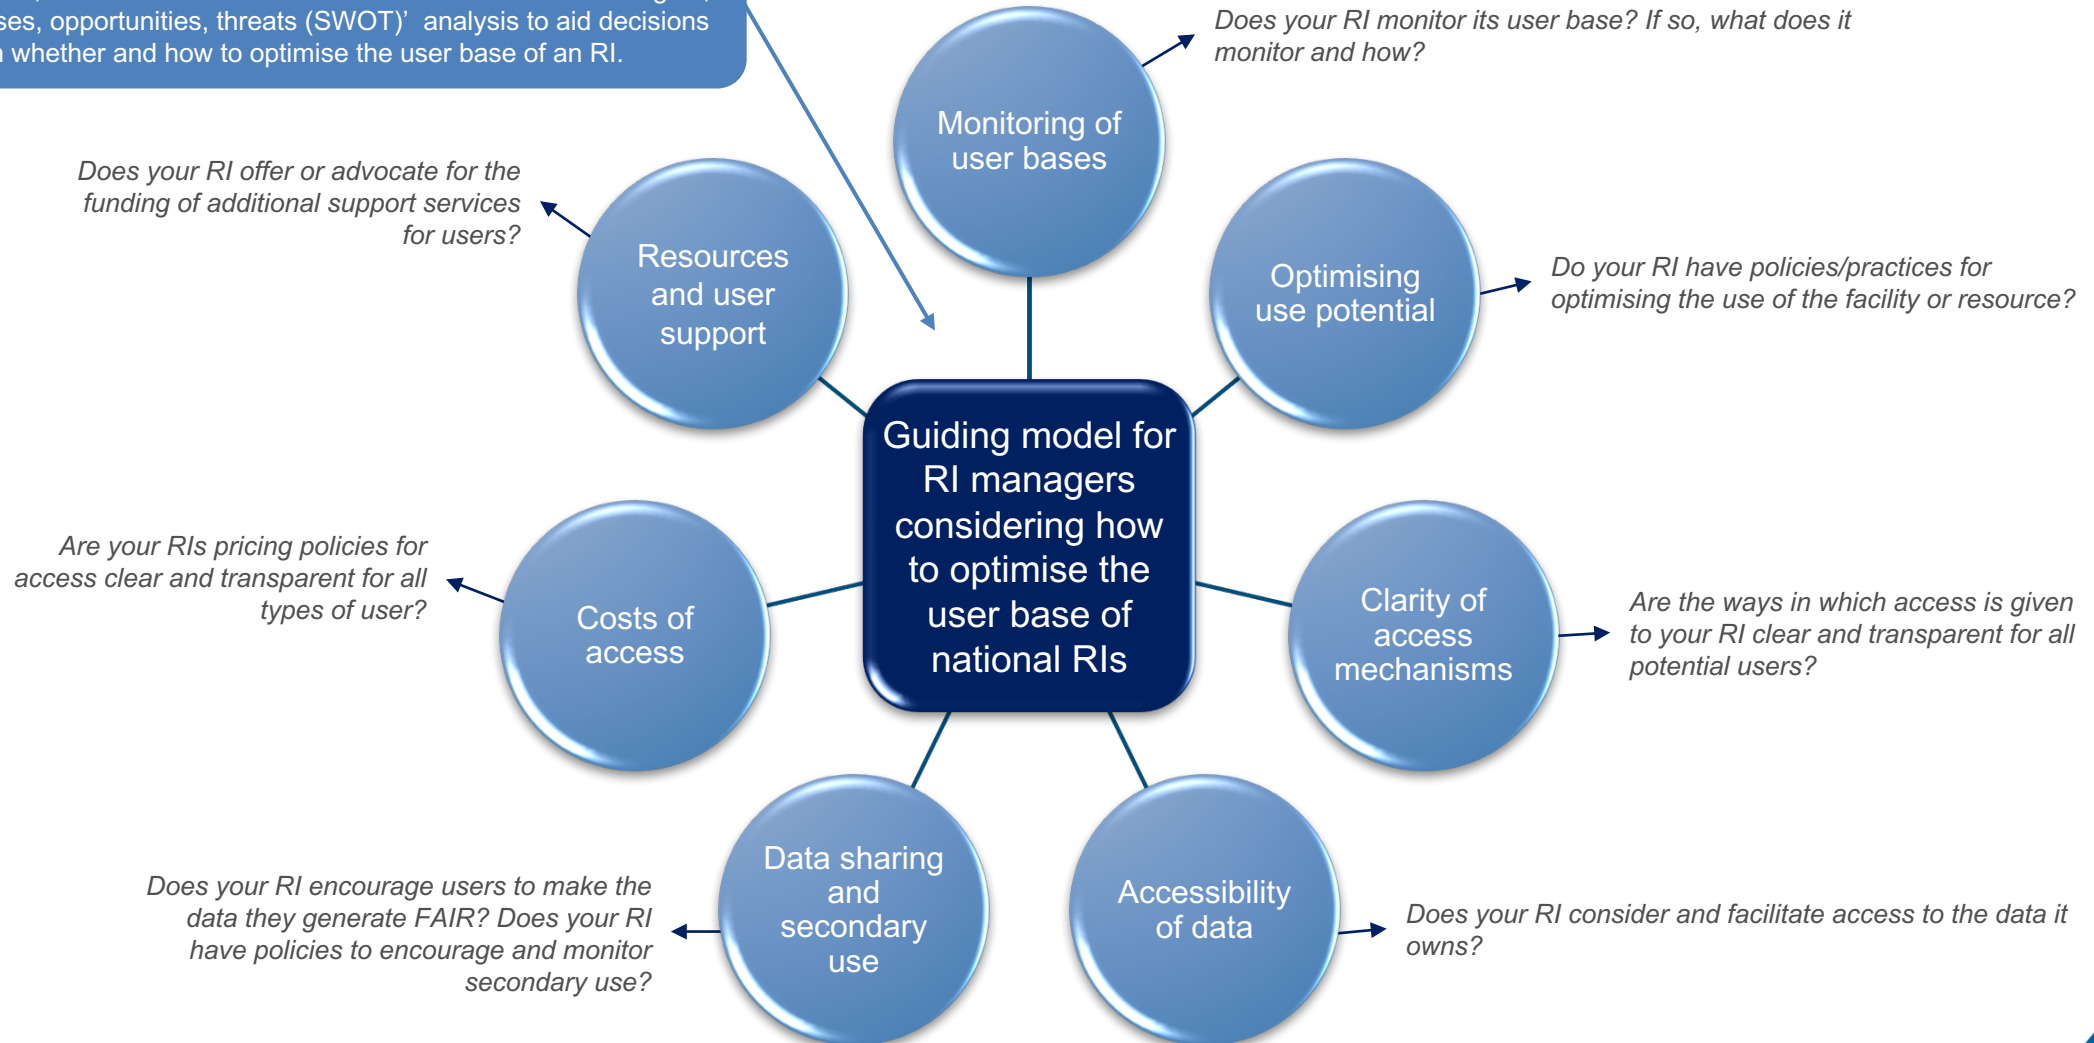 ses, opportunities, threats (SWOT)’ analysis to aid decisions
whether and how to optimise the user base of an RI.
Does your RI monitor its user base? If so, what does it
monitor and how?
Monitoring of
user bases
Does your RI offer or advocate for the
funding of additional support services
for users?
Resources
and user
support
Optimising
use potential
Do your RI have policies/practices for
optimising the use of the facility or resource?
Guiding model for
RI managers
considering how
to optimise the
user base of
national RIs
Are your RIs pricing policies for
access clear and transparent for all
types of user?
Costs of
access
Clarity of
access
mechanisms
Are the ways in which access is given
to your RI clear and transparent for all
potential users?
Does your RI encourage users to make the
data they generate FAIR? Does your RI
have policies to encourage and monitor
secondary use?
Data sharing
and
secondary
use
Accessibility
of data
Does your RI consider and facilitate access to the data it
owns?